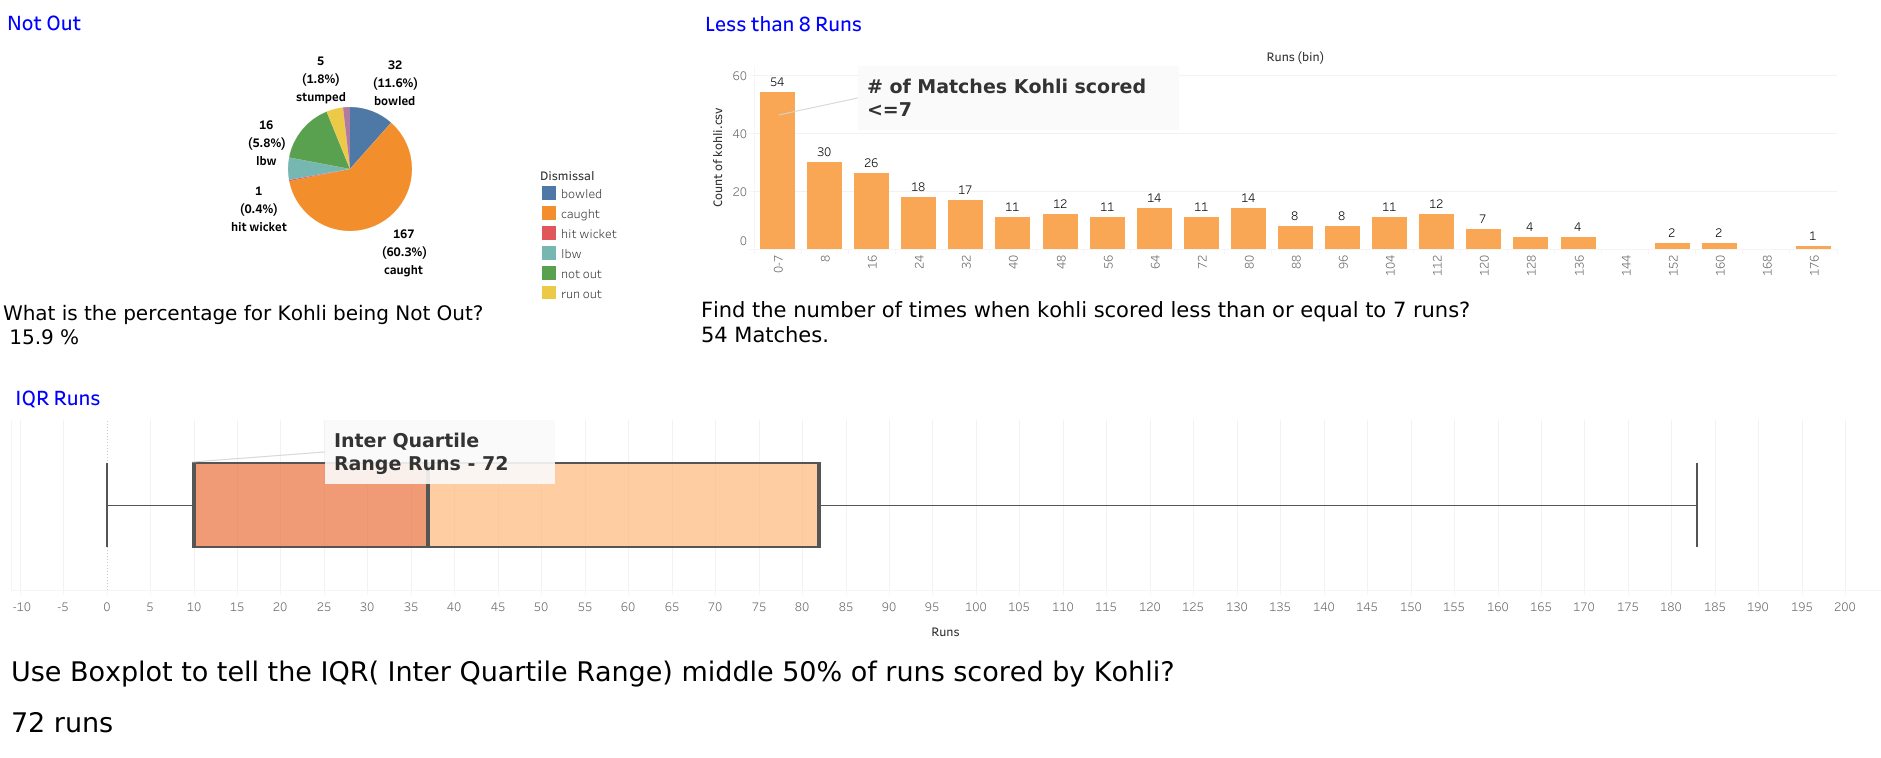 Not Out
5
(1.8%)
stumped
32
(11.6%)
bowled
16
(5.8%)
lbw
1
(0.4%)
hit wicket
167
(60.3%)
caught
Dismissal
bowled
caught
hit wicket
lbw
not out
run out
What is the percentage for Kohli being Not Out?
15.9 %
Less than 8 Runs
Runs (bin)
# of Matches Kohli scored
<=7
Count of kohli.csv
60
40
20
0
54 30 26 18 17 11 12 11 14 11 14 8 8 11 12 7 4 4 2 2 1
0-7 8 16 24 32 40 48 56 64 72 80 88 96 104 112 120 128 136 144 152 160 168 176
Find the number of times when kohli scored less than or equal to 7 runs?
54 Matches.
IQR Runs
Inter Quartile
Range Runs - 72
-10 -5 0 5 10 15 20 25 30 35 40 45 50 55 60 65 70 75 80 85 90 95 100 105 110 115 120 125 130 135 140 145 150 155 160 165 170 175 180 185 190 195 200
Runs
Use Boxplot to tell the IQR( Inter Quartile Range) middle 50% of runs scored by Kohli?
72 runs